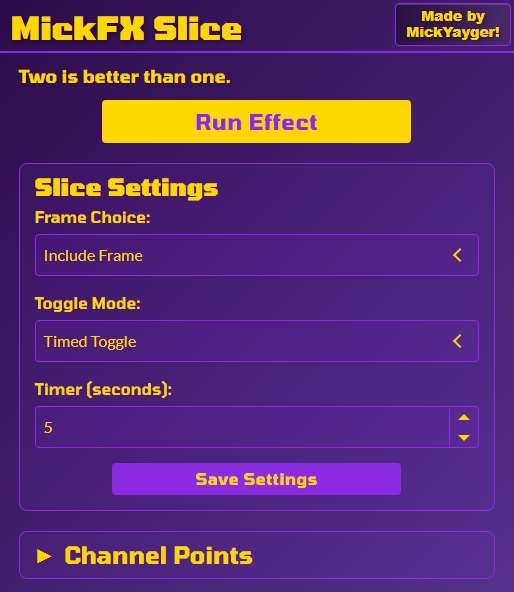 MickFX Slice
Made by
MickYayger!
Two is better than one.
Run Effect
Slice Settings
Frame Choice:
Include Frame
Toggle Mode:
Timed Toggle
Timer (seconds):
5
Save Settings
Channel Points